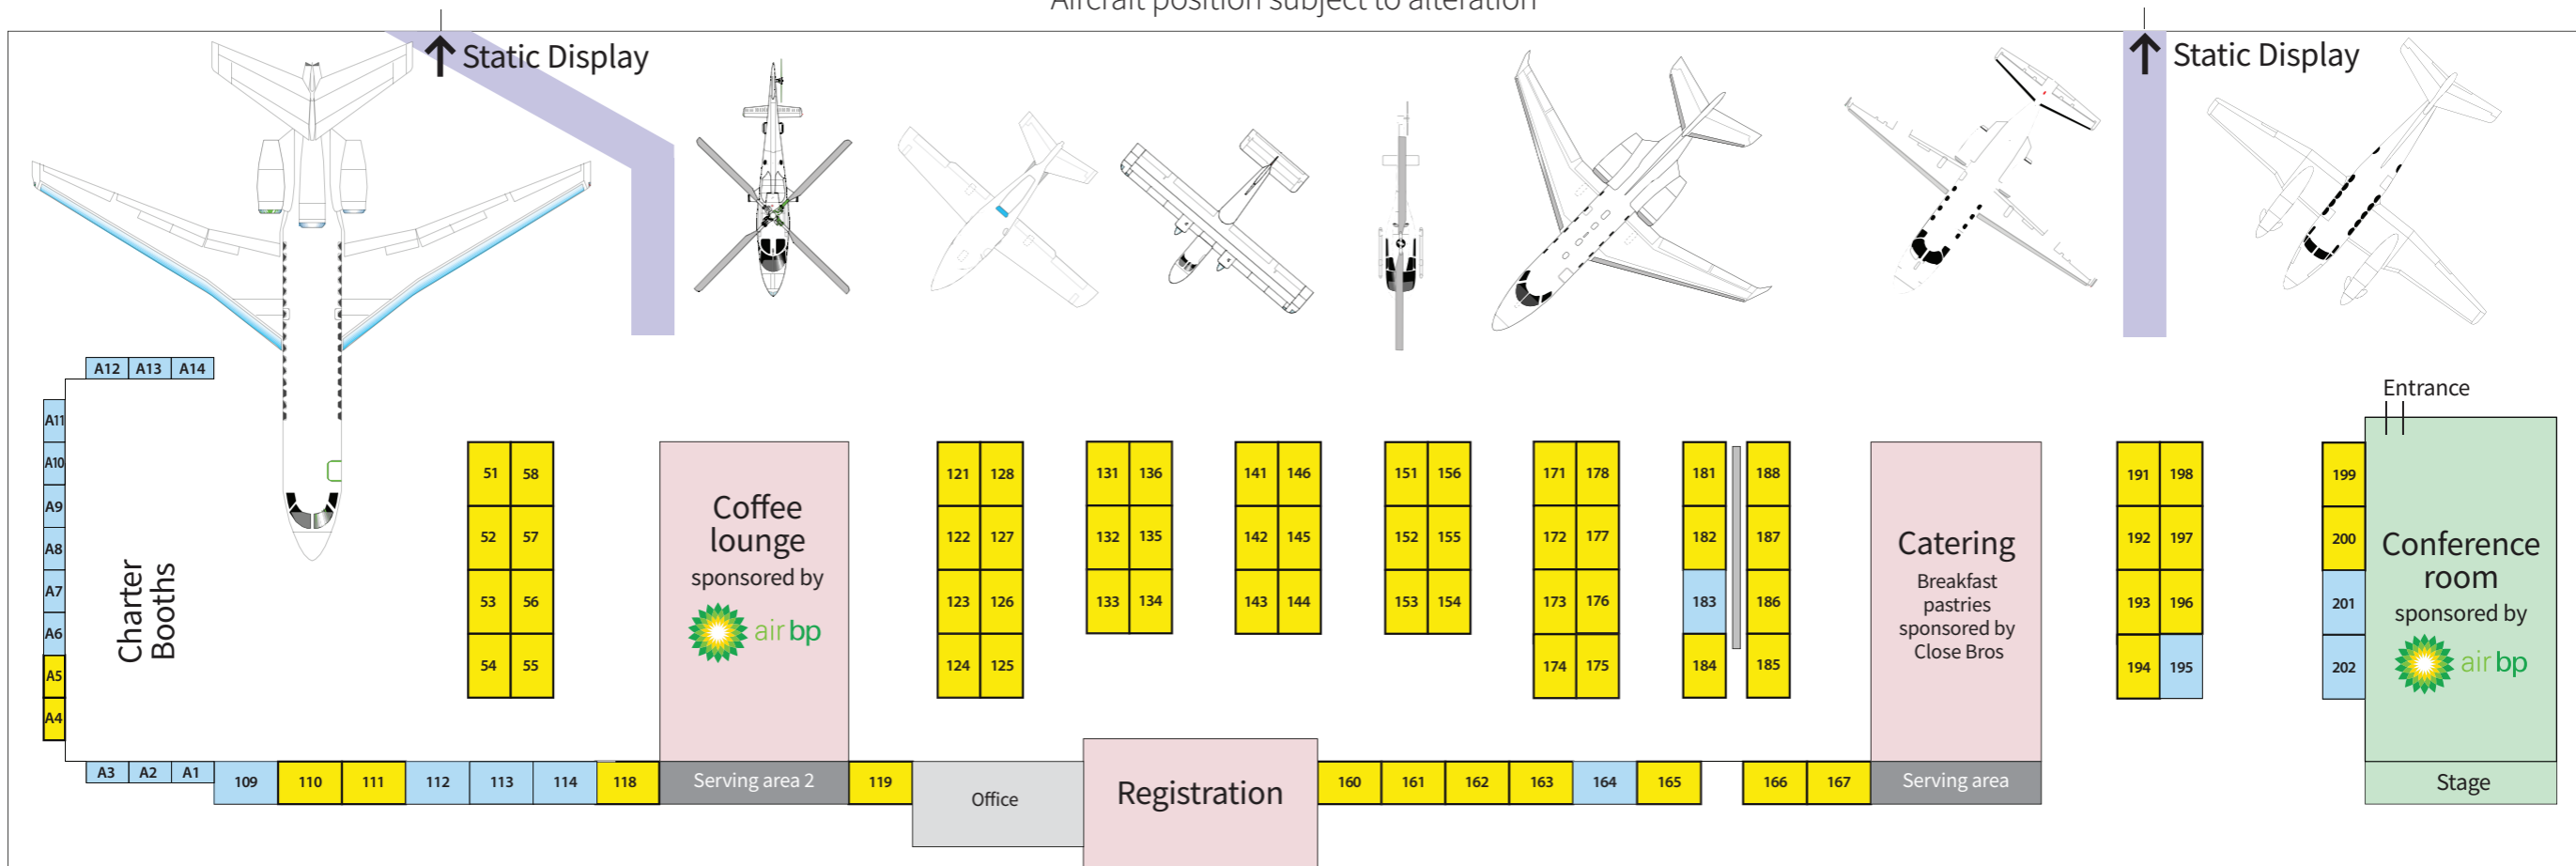 Aircraft position subject to alteration
Static Display
Static Display
A12 A13 A14
Entrance
A11
A10
A9
A8
A7
A6
A5
A4
Charter
Booths
51 58
52 57
53 56
54 55
Coffee
lounge
sponsored by
air bp
121 128
122 127
123 126
124 125
131 136
132 135
133 134
141 146
142 145
143 144
151 156
152 155
153 154
171 178
172 177
173 176
174 175
181 188
182 187
183 186
184 185
Catering
Breakfast
pastries
sponsored by
Close Bros
191 198
192 197
193 196
194 195
199
200
201
202
Conference
room
sponsored by
air bp
A3 A2 A1 109 110 111 112 113 114 118
Serving area 2
119
Office
Registration
160 161 162 163 164 165 166 167
Serving area
Stage